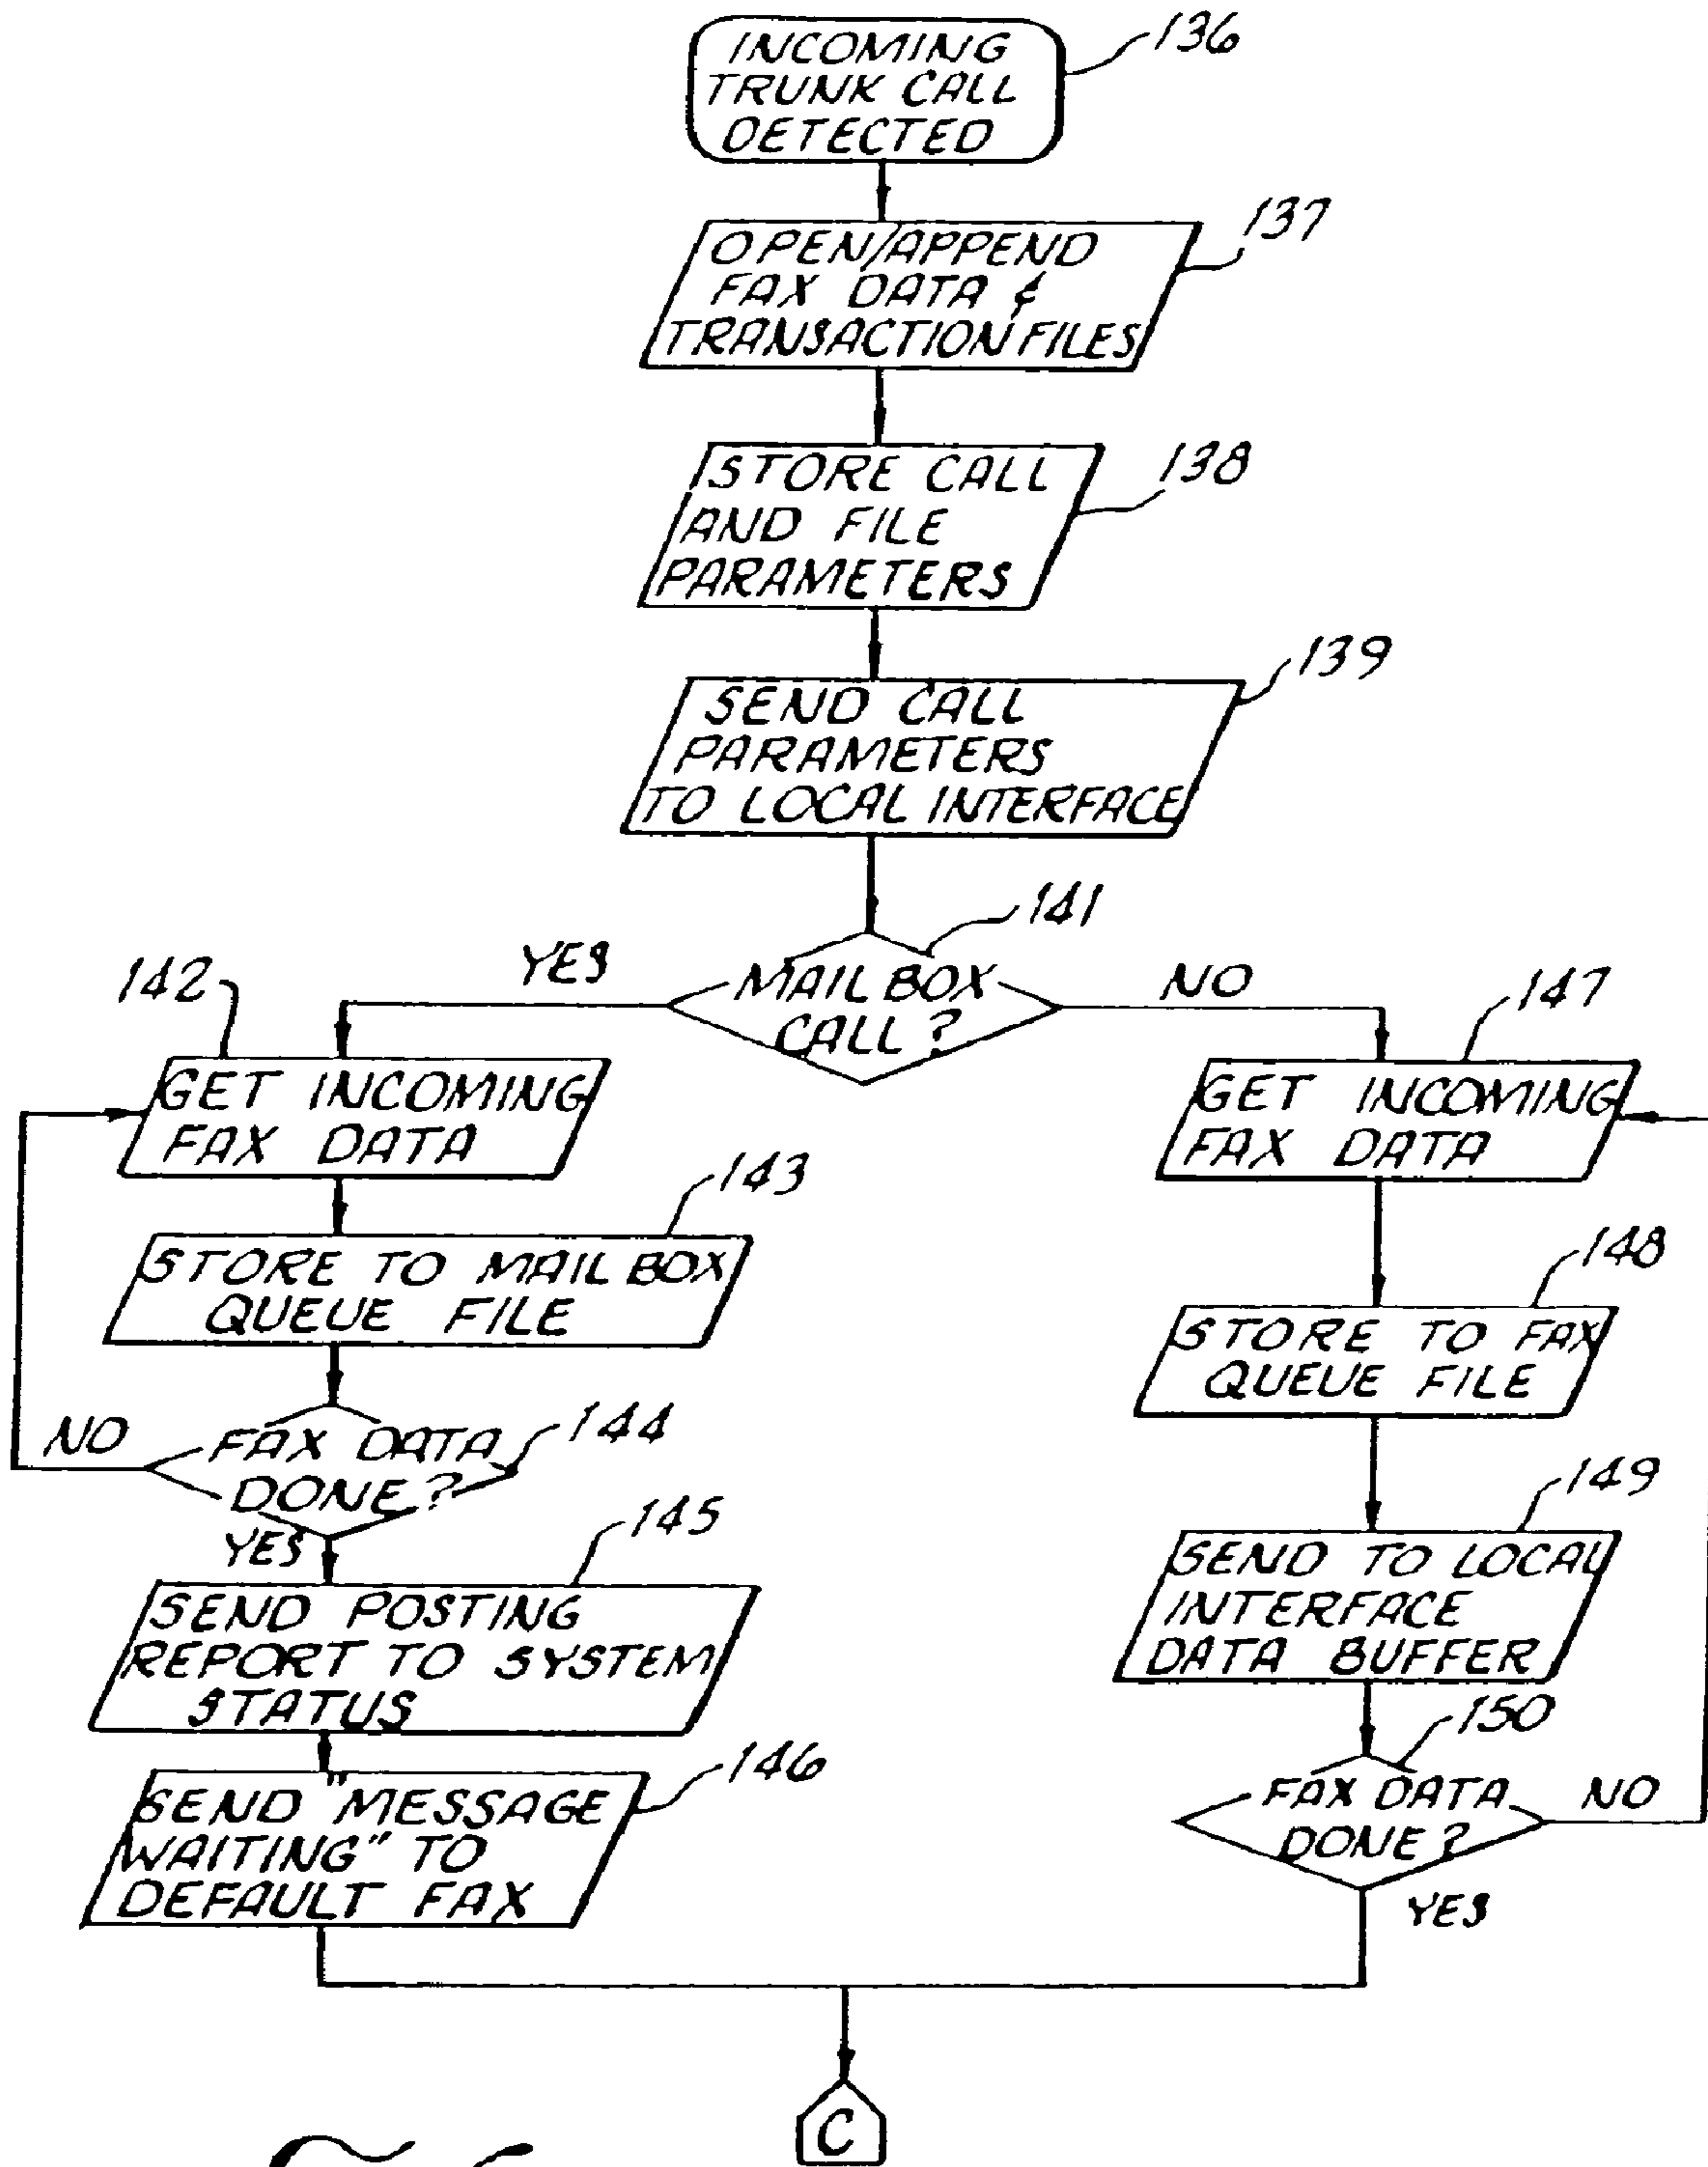 INCOMING
TRUNK CALL
DETECTED
136
OPEN/APPEND
FAX DATA &
TRANSACTION FILES
137
STORE CALL
AND FILE
PARAMETERS
138
SEND CALL
PARAMETERS
TO LOCAL INTERFACE
139
MAIL BOX
CALL?
141
YES
NO
142
GET INCOMING
FAX DATA
143
STORE TO MAIL BOX
QUEUE FILE
FAX DATA
DONE?
144
NO
YES
145
SEND POSTING
REPORT TO SYSTEM
STATUS
146
SEND "MESSAGE
WAITING" TO
DEFAULT FAX
147
GET INCOMING
FAX DATA
148
STORE TO FAX
QUEUE FILE
149
SEND TO LOCAL
INTERFACE
DATA BUFFER
150
FAX DATA
DONE?
NO
YES
C